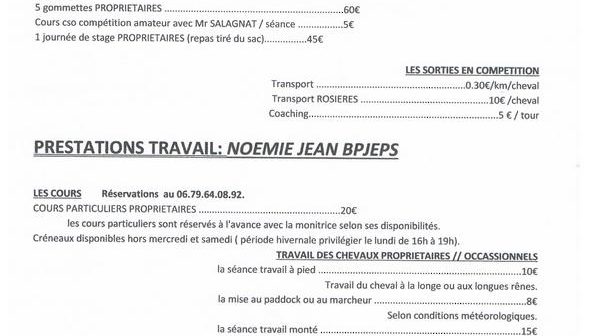 5 gommettes PROPRIETAIRES ..........................................60€
Cours cso compétition amateur avec Mr SALAGNAT / séance ...............5€
1 journée de stage PROPRIETAIRES (repas tiré du sac)..............45€
LES SORTIES EN COMPETITION
Transport ..................................................0.30€/km/cheval
Transport ROSIERES ..........................................10€ /cheval
Coaching...............................................................5 € / tour
PRESTATIONS TRAVAIL: NOEMIE JEAN BPJEPS
LES COURS Réservations au 06.79.64.08.92.
COURS PARTICULIERS PROPRIETAIRES ...............................................20€
les cours particuliers sont réservés à l'avance avec la monitrice selon ses disponibilités.
Créneaux disponibles hors mercredi et samedi ( période hivernale privilégier le lundi de 16h à 19h).
TRAVAIL DES CHEVAUX PROPRIETAIRES // OCCASSIONNELS
la séance travail à pied ....................................................................10€
Travail du cheval à la longe ou aux longues rênes.
la mise au paddock ou au marcheur .....................................................8€
Selon conditions météorologiques.
la séance travail monté ......................................................................15€